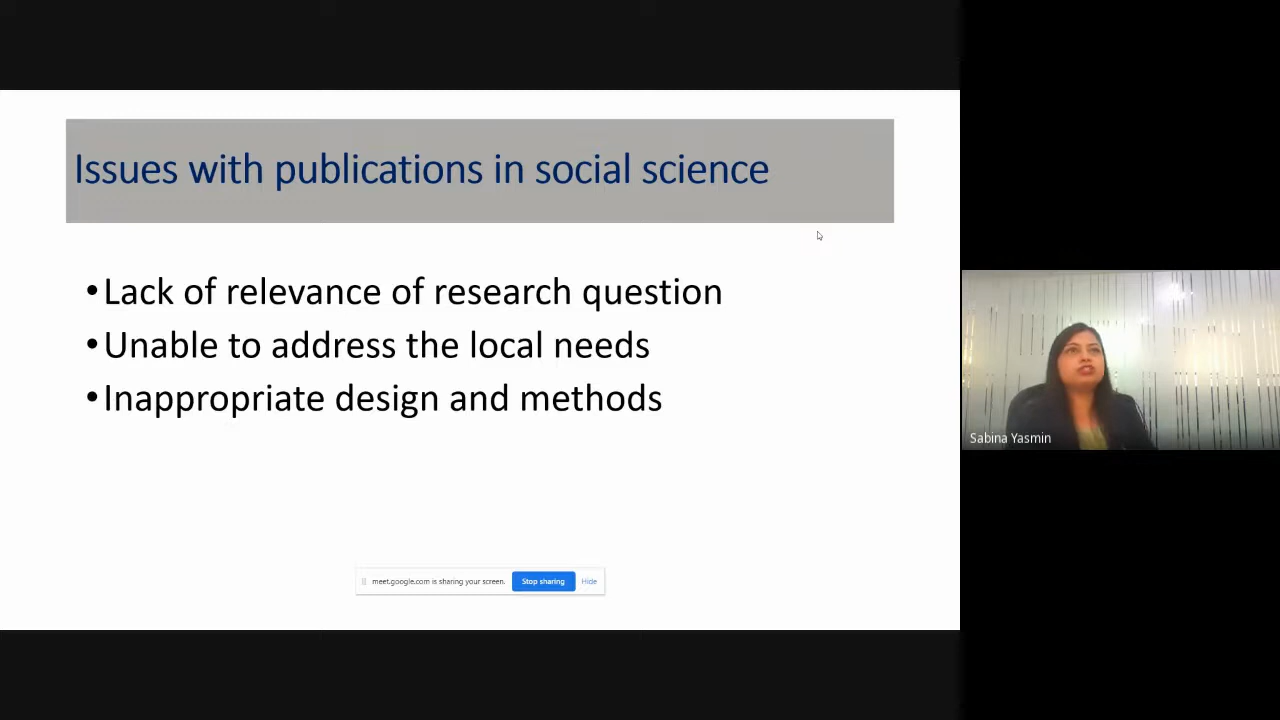 Issues with publications in social science
•Lack of relevance of research question
•Unable to address the local needs
•Inappropriate design and methods
meet.google.com is sharing your screen. Stop sharing Hide
Sabina Yasmin